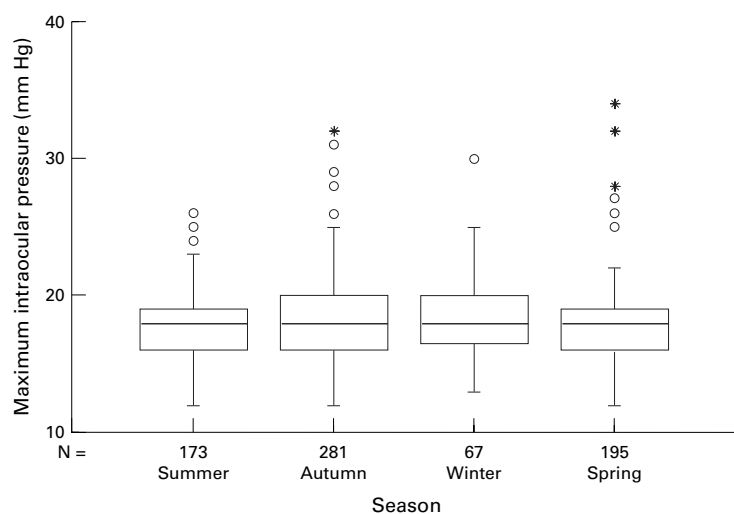 Maximum intraocular pressure (mm Hg)
40
30
20
10
N = 173 281 67 195
Summer Autumn Winter Spring
Season